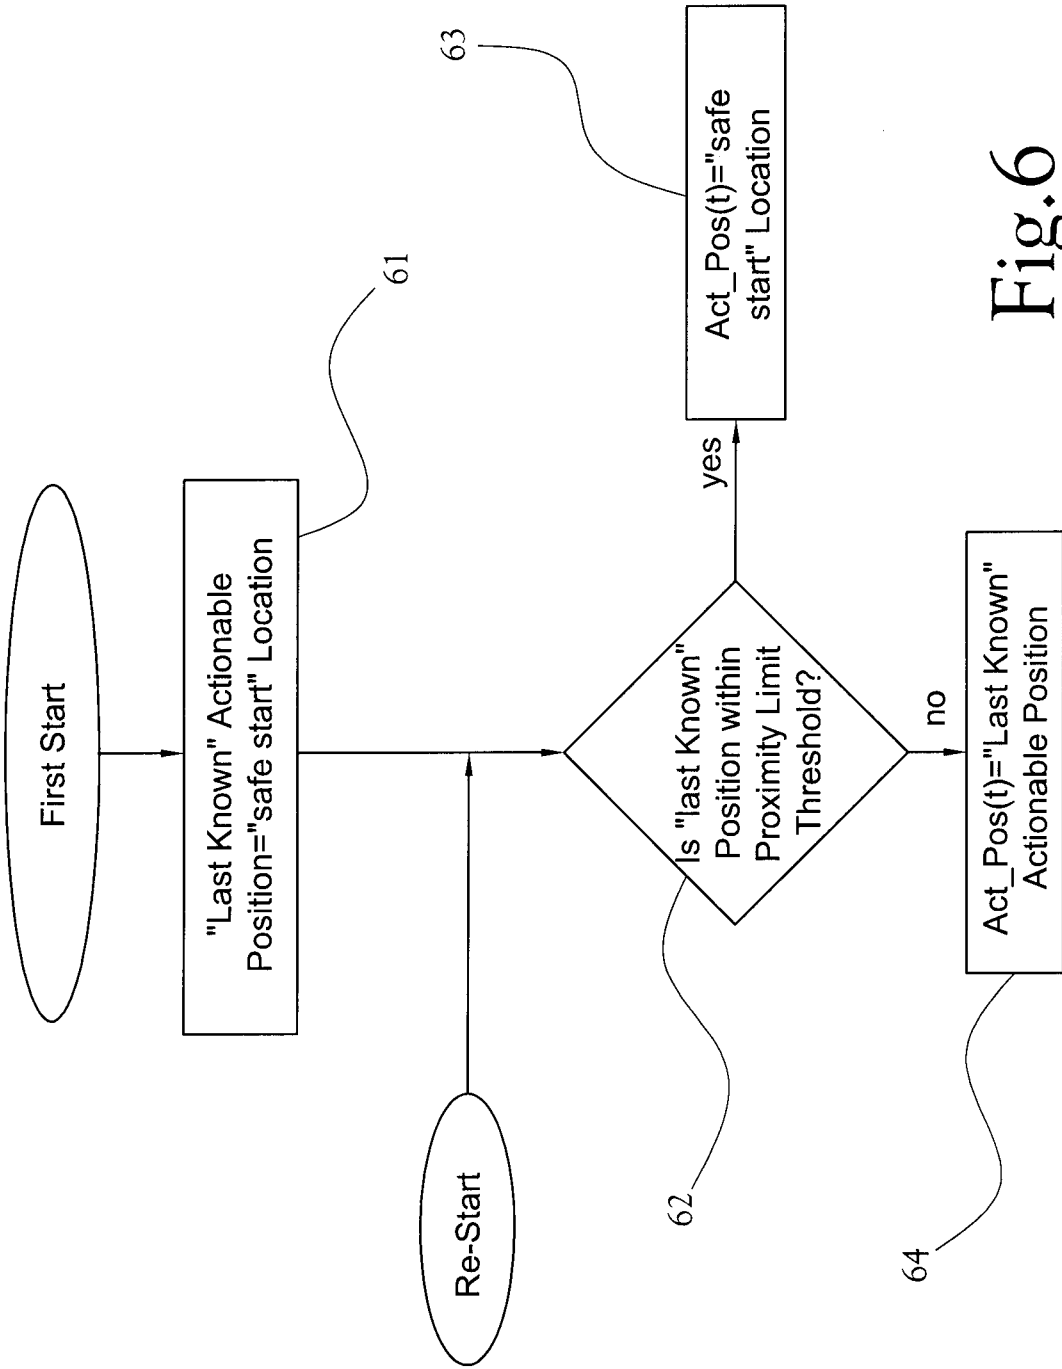 First Start
"Last Known" Actionable
Position="safe start" Location
61
Re-Start
Is "last Known"
Position within
Proximity Limit
Threshold?
62
yes
Act_Pos(t)="safe
start" Location
63
no
Act_Pos(t)="Last Known"
Actionable Position
64
Fig.6